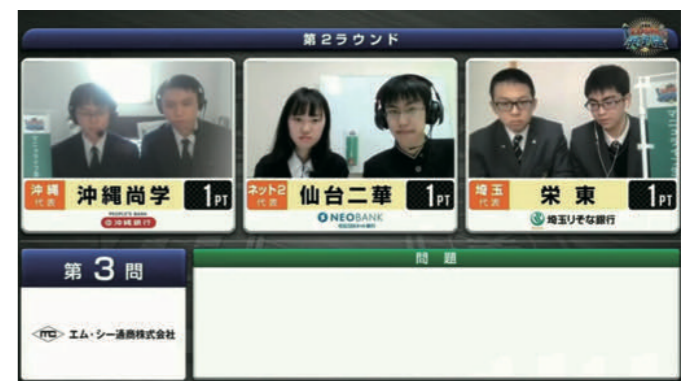 第2ラウンド
沖縄
代表
沖縄尚学
1PT
PEOPLE'S BANK
沖縄銀行
ネット2
代表
仙台二華
1PT
NEOBANK
埼玉
代表
栄東
1PT
埼玉りそな銀行
第3問
エム・シー通商株式会社
問題